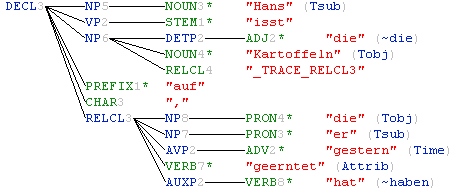 DECL3 NP5 NOUN3* "Hans" (Tsub)
VP2 STEM1* "isst"
NP6 DETP2 ADJ2* "die" (~die)
NOUN4* "Kartoffeln" (Tobj)
RELCL4 "_TRACE_RELCL3"
PREFIX1* "auf"
CHAR3 ","
RELCL3 NP8 PRON4* "die" (Tobj)
NP7 PRON3* "er" (Tsub)
AVP2 ADV2* "gestern" (Time)
VERB7* "geerntet" (Attrib)
AUXP2 VERB8* "hat" (~haben)